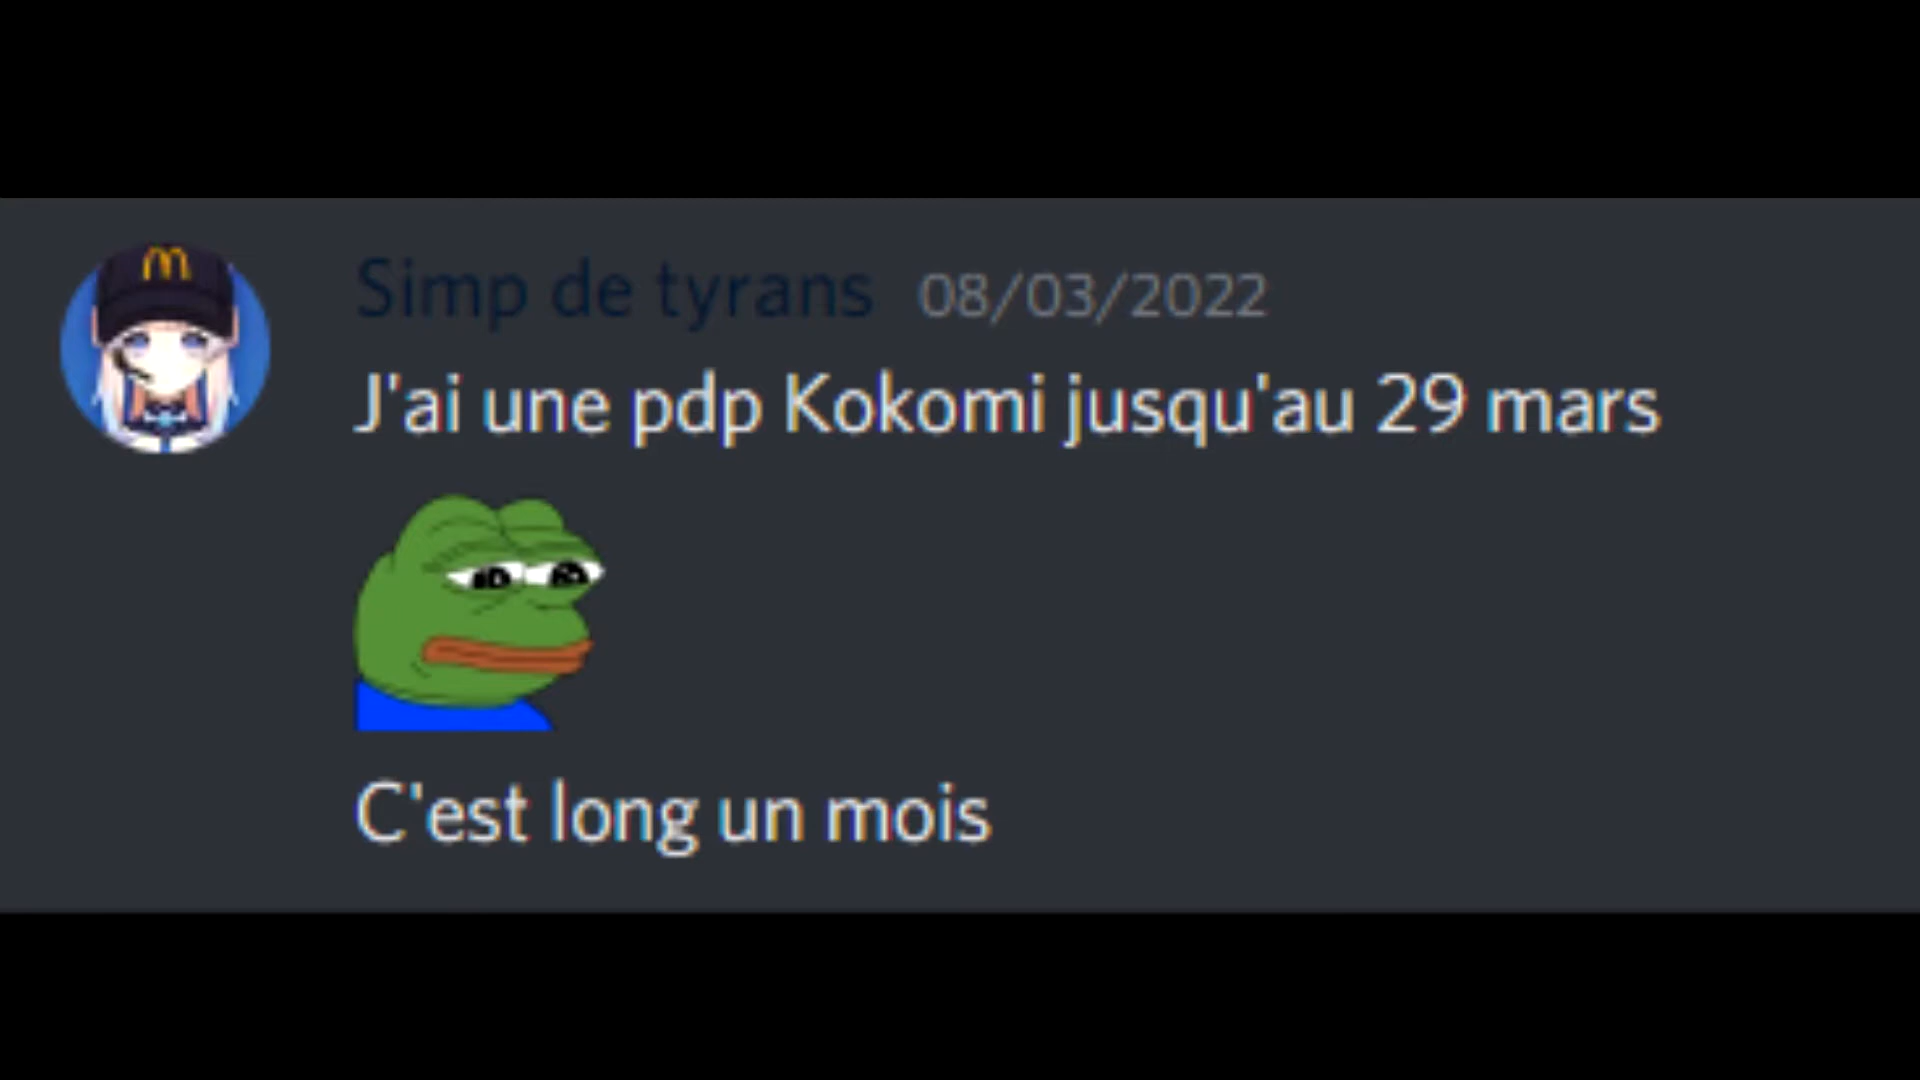 Simp de tyrans 08/03/2022
J'ai une pdp Kokomi jusqu'au 29 mars
C'est long un mois